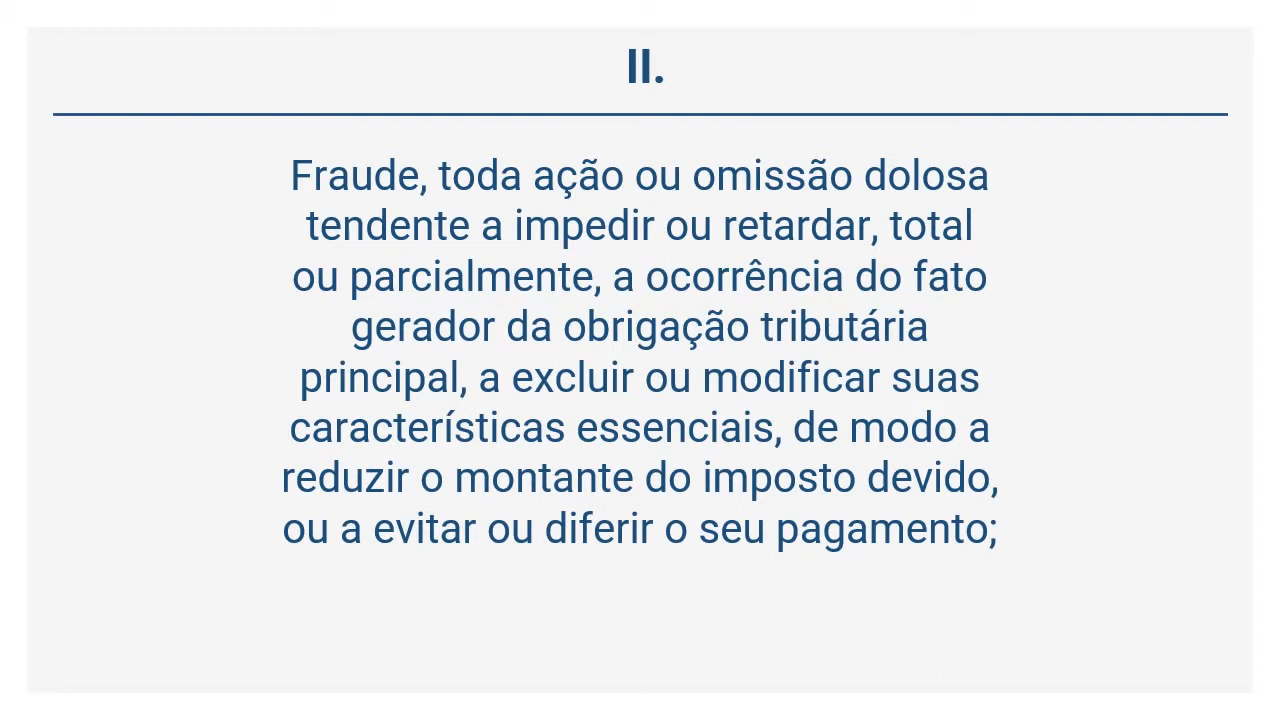 II.
Fraude, toda ação ou omissão dolosa
tendente a impedir ou retardar, total
ou parcialmente, a ocorrência do fato
gerador da obrigação tributária
principal, a excluir ou modificar suas
características essenciais, de modo a
reduzir o montante do imposto devido,
ou a evitar ou diferir o seu pagamento;